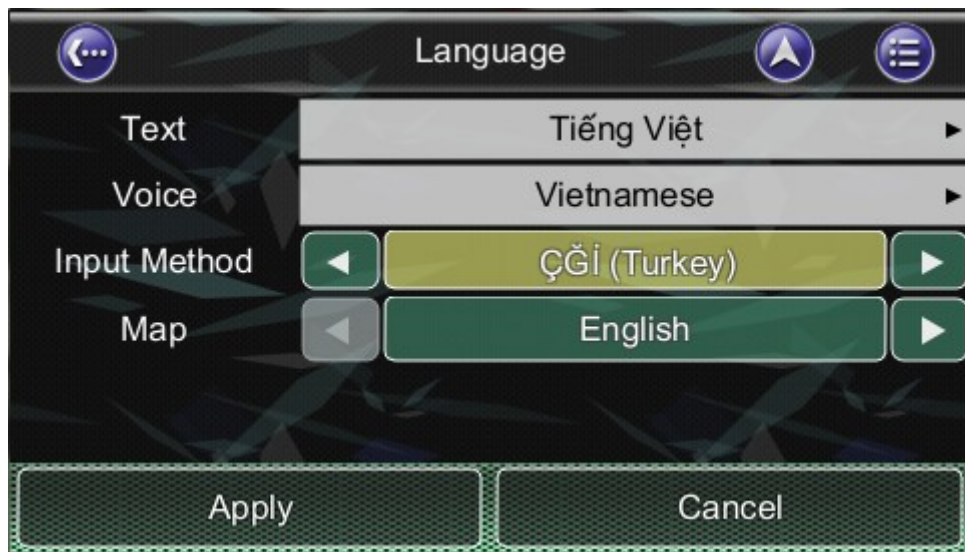 Language
Text
Tiếng Việt
Voice
Vietnamese
Input Method
ÇĞİ (Turkey)
Map
English
Apply
Cancel